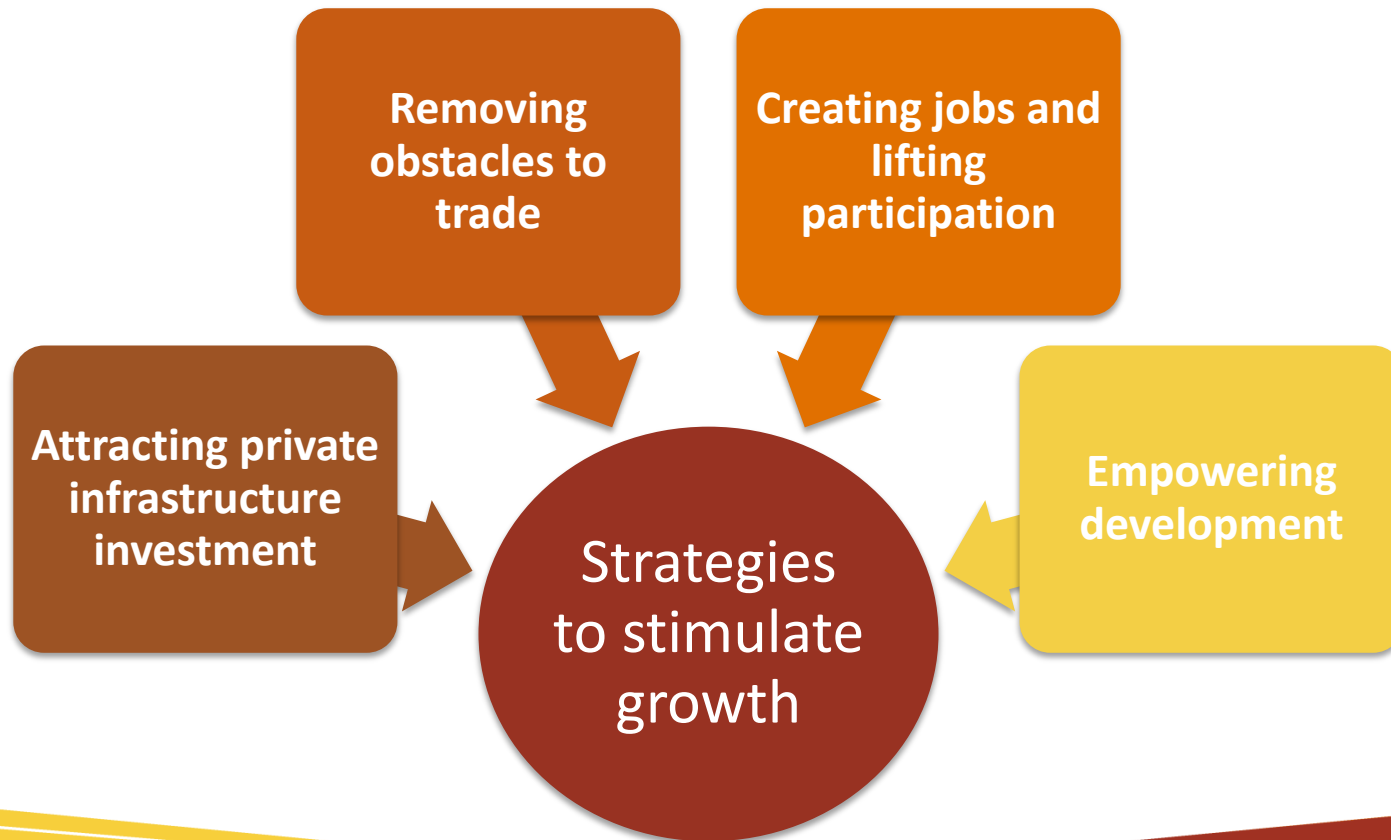 Removing
obstacles to
trade
Creating jobs and
lifting
participation
Attracting private
infrastructure
investment
Empowering
development
Strategies
to stimulate
growth